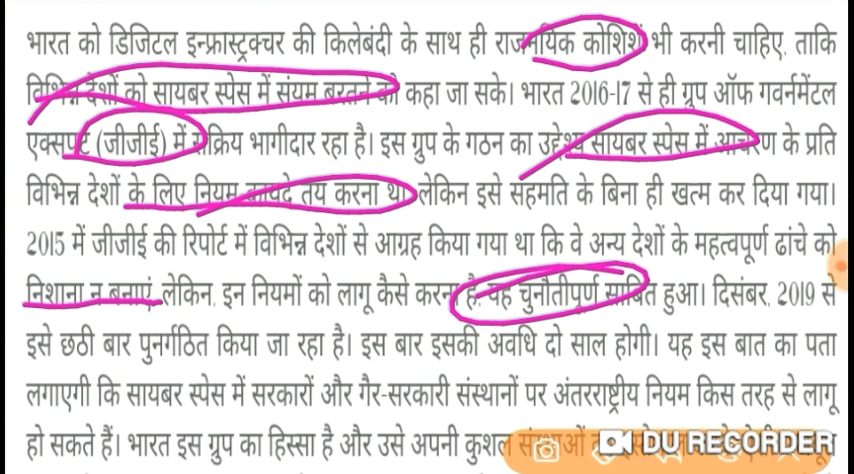 भारत को डिजिटल इन्फ्रास्ट्रक्चर की किलेबंदी के साथ ही राजनयिक कोशिशें भी करनी चाहिए, ताकि
विभिन्न देशों को सायबर स्पेस में संयम बरतने को कहा जा सके। भारत 2016-17 से ही ग्रुप ऑफ गवर्नमेंटल
एक्सपर्ट (जीजीई) में सक्रिय भागीदार रहा है। इस ग्रुप के गठन का उद्देश्य सायबर स्पेस में आचरण के प्रति
विभिन्न देशों के लिए नियम कायदे तय करना था लेकिन इसे सहमति के बिना ही खत्म कर दिया गया।
2015 में जीजीई की रिपोर्ट में विभिन्न देशों से आग्रह किया गया था कि वे अन्य देशों के महत्वपूर्ण ढांचे को
निशाना न बनाएं, लेकिन, इन नियमों को लागू कैसे करना है, यह चुनौतीपूर्ण साबित हुआ। दिसंबर, 2019 से
इसे छठी बार पुनर्गठित किया जा रहा है। इस बार इसकी अवधि दो साल होगी। यह इस बात का पता
लगाएगी कि सायबर स्पेस में सरकारों और गैर-सरकारी संस्थानों पर अंतरराष्ट्रीय नियम किस तरह से लागू
हो सकते हैं। भारत इस ग्रुप का हिस्सा है और उसे अपनी कुशल
DU RECORDER